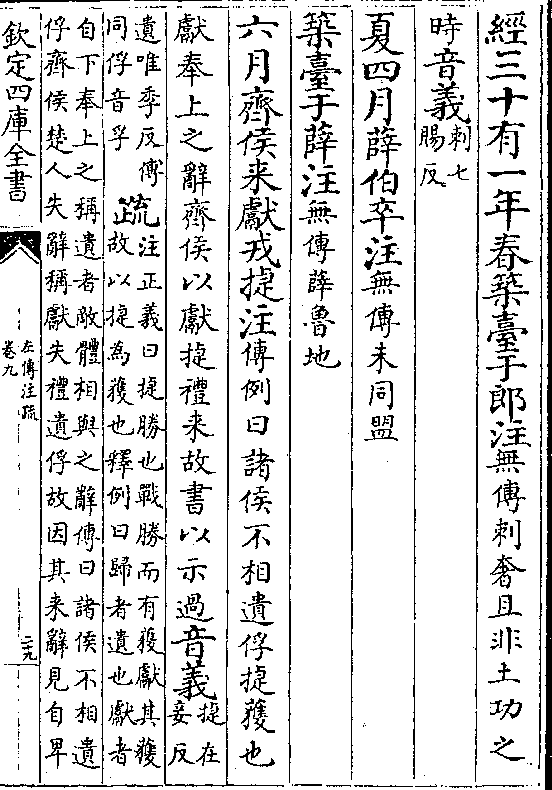 經三十有一年春築臺于郎注無傳刺奢且非土功之
時音義刺七
賜反
夏四月薛伯卒注無傳未同盟
築臺于薛注無傳薛魯地
六月齊侯来獻戎捷注傳例曰諸侯不相遺俘捷獲也
獻奉上之辭齊侯以獻捷禮来故書以示過音義捷在
妾反
遺唯季反傳
同俘音孚
疏注正義曰捷勝也戰勝而有獲獻其獲
故以捷為獲也釋例曰歸者遺也獻者
自下奉上之稱遺者敵體相與之辭傳曰諸侯不相遺
俘齊侯楚人失辭稱獻失禮遺俘故因其来辭見自卑
欽定四庫全書
左傳注疏
卷九
二九